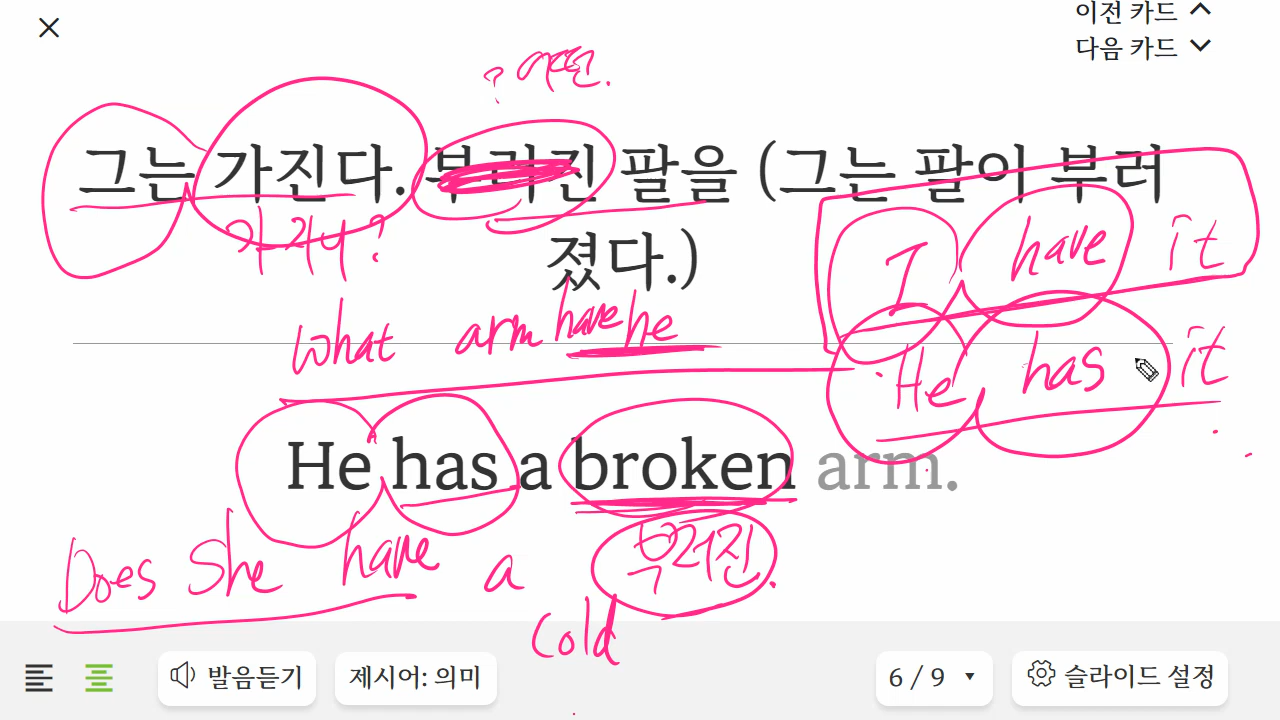 이전 카드
다음 카드
? 어떤.
그는 가진다. 부러진 팔을 (그는 팔이 부러
졌다.)
가지니?
I have it
What arm have he
He has it
He has a broken arm.
Does She have a 부러진.
cold
발음듣기
제시어: 의미
6 / 9
슬라이드 설정